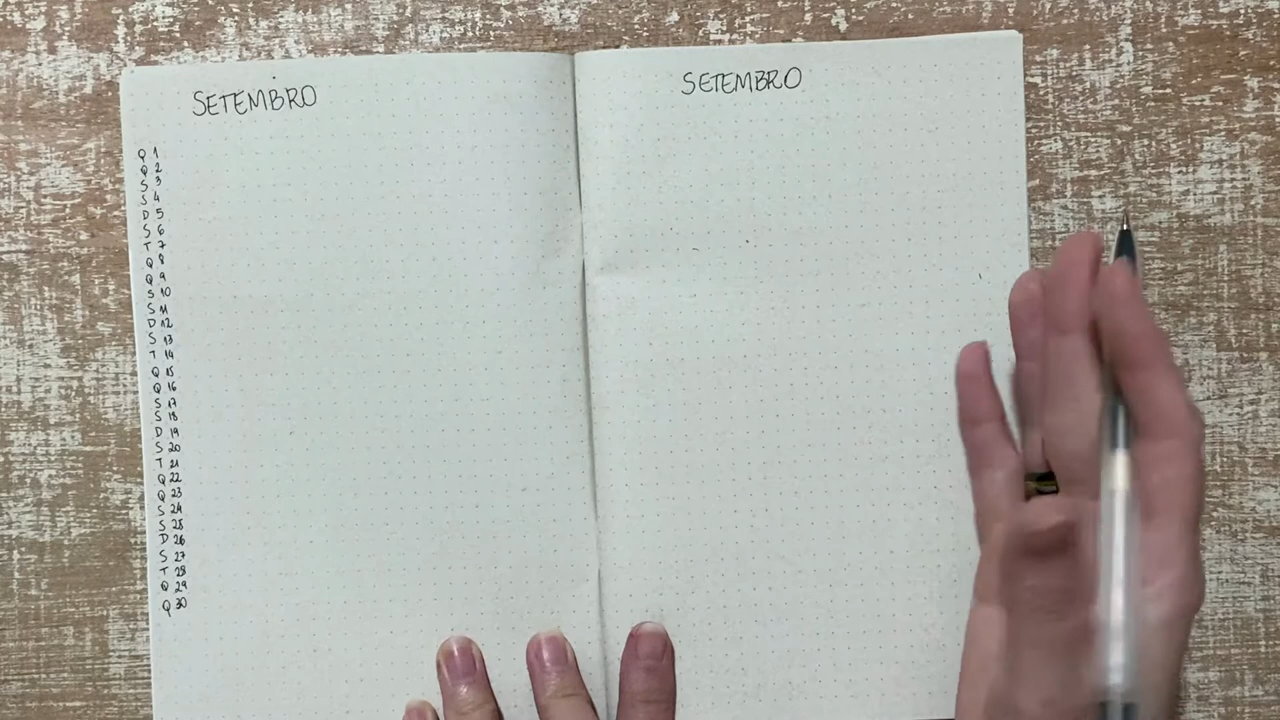 SETEMBRO
Q 1
Q 2
S 3
S 4
D 5
S 6
T 7
Q 8
Q 9
S 10
S 11
D 12
S 13
T 14
Q 15
Q 16
S 17
S 18
D 19
S 20
T 21
Q 22
Q 23
S 24
S 25
D 26
S 27
T 28
Q 29
Q 30
SETEMBRO